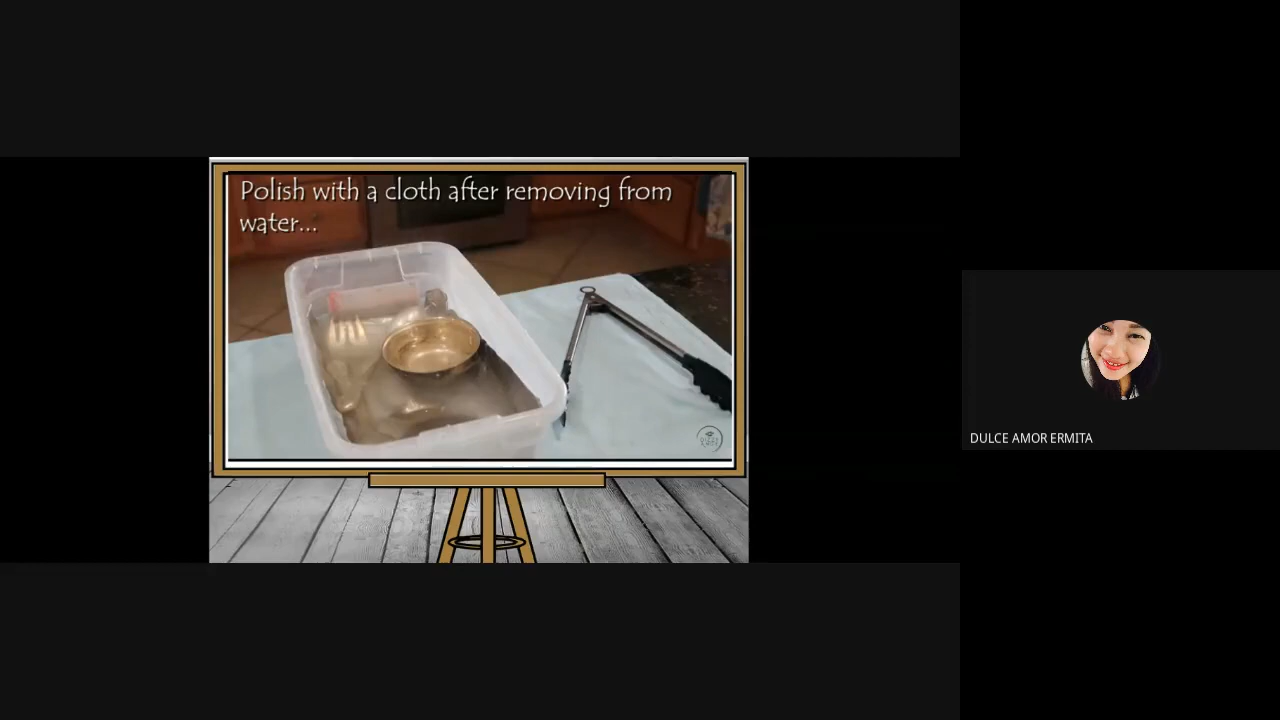 Polish with a cloth after removing from
water...
DULCE AMOR ERMITA